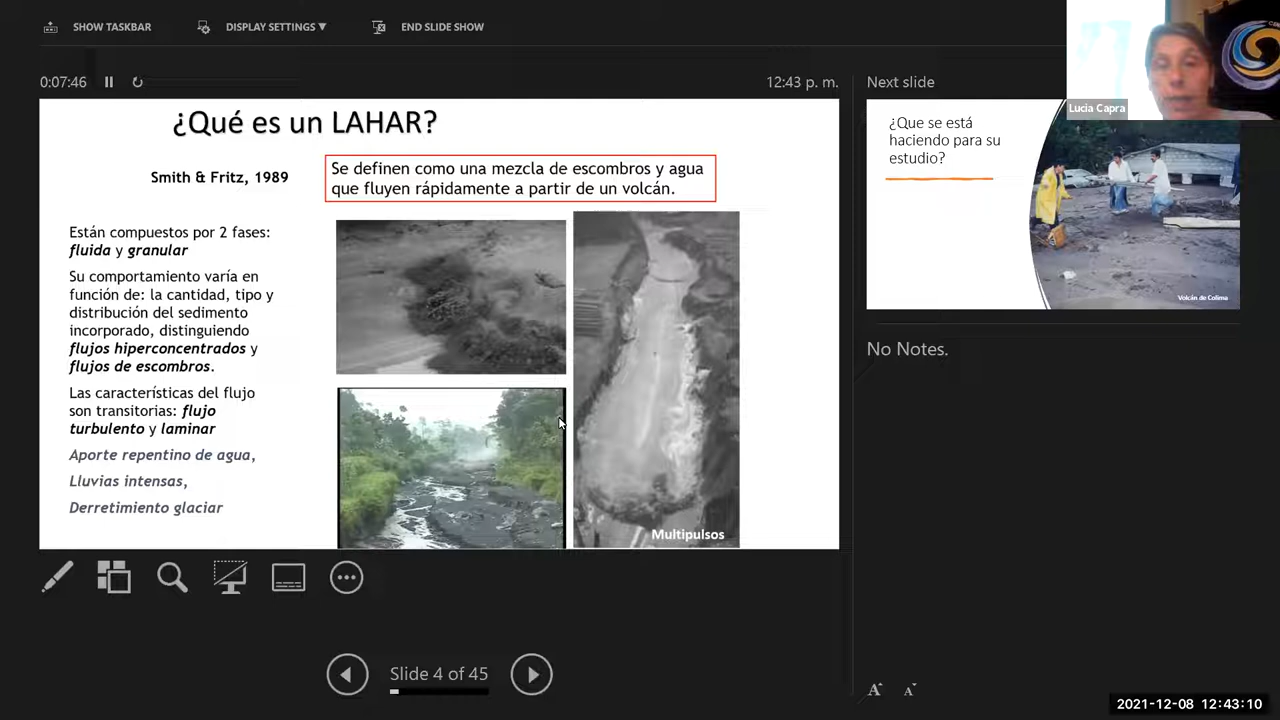 SHOW TASKBAR
DISPLAY SETTINGS ▼
END SLIDE SHOW
0:07:46
12:43 p. m.
¿Qué es un LAHAR?
Smith & Fritz, 1989
Se definen como una mezcla de escombros y agua
que fluyen rápidamente a partir de un volcán.
Están compuestos por 2 fases:
fluida y granular
Su comportamiento varía en
función de: la cantidad, tipo y
distribución del sedimento
incorporado, distinguiendo
flujos hiperconcentrados y
flujos de escombros.
Las características del flujo
son transitorias: flujo
turbulento y laminar
Aporte repentino de agua,
Lluvias intensas,
Derretimiento glaciar
Multipulsos
Slide 4 of 45
Lucia Capra
Next slide
¿Que se está
haciendo para su
estudio?
Volcán de Colima
No Notes.
A A
2021-12-08 12:43:10